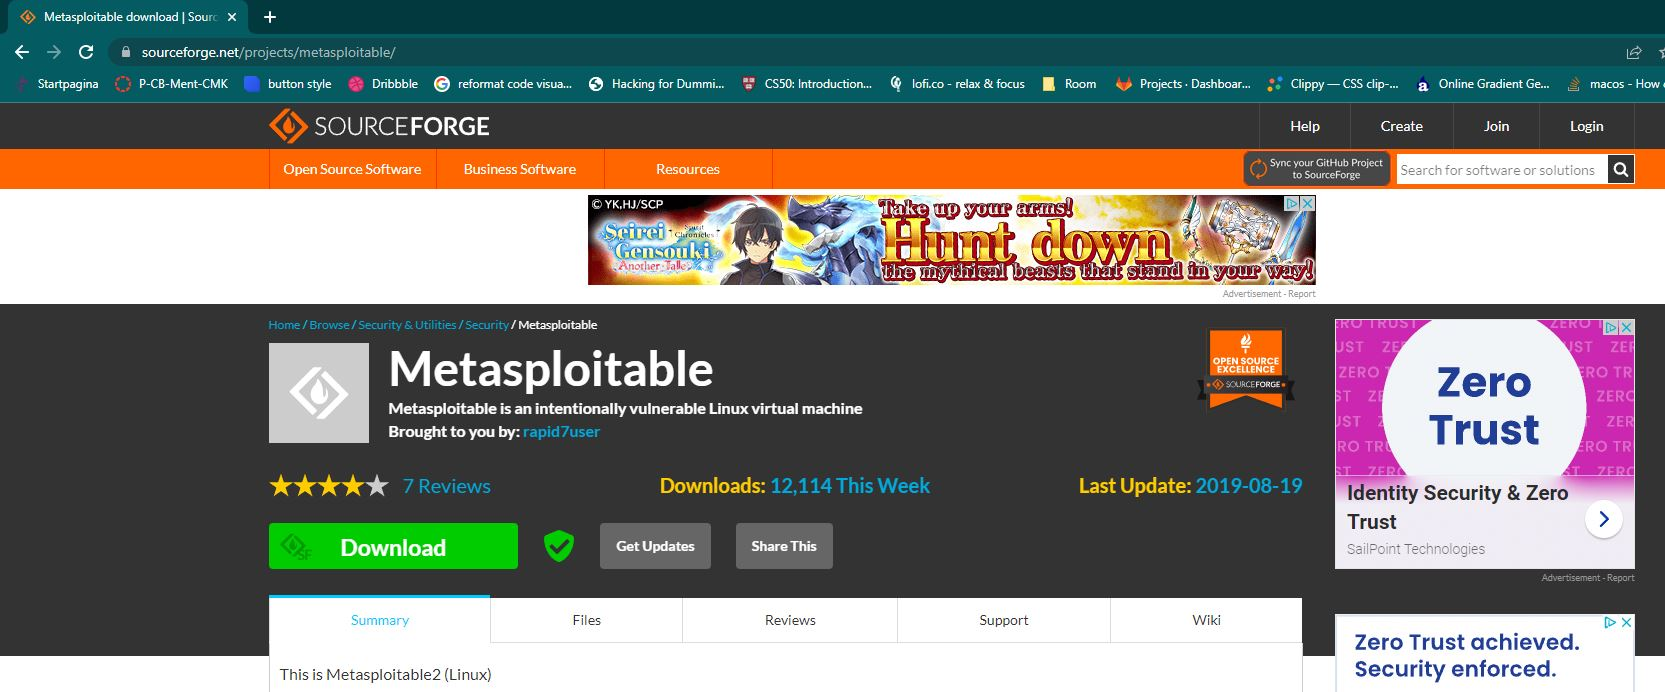 Metasploitable download | Sourc
sourceforge.net/projects/metasploitable/
Startpagina P-CB-Ment-CMK button style Dribbble reformat code visua... Hacking for Dummi... CS50: Introduction... lofi.co - relax & focus Room Projects · Dashboar... Clippy — CSS clip-... Online Gradient Ge... macos - How
SOURCEFORGE
Help Create Join Login
Open Source Software Business Software Resources
Sync your GitHub Project
to SourceForge
Search for software or solutions
© YK,HJ/SCP
Seirei
Spirit
Chronicles
Gensouki
Another Tale
Take up your arms!
Hunt down
the mythical beasts that stand in your way!
Advertisement - Report
Home / Browse / Security & Utilities / Security / Metasploitable
Metasploitable
Metasploitable is an intentionally vulnerable Linux virtual machine
Brought to you by: rapid7user
OPEN SOURCE
EXCELLENCE
SOURCEFORGE
7 Reviews Downloads: 12,114 This Week Last Update: 2019-08-19
SF Download Get Updates Share This
Summary Files Reviews Support Wiki
This is Metasploitable2 (Linux)
Zero
Trust
Identity Security & Zero
Trust
SailPoint Technologies
Advertisement - Report
Zero Trust achieved.
Security enforced.